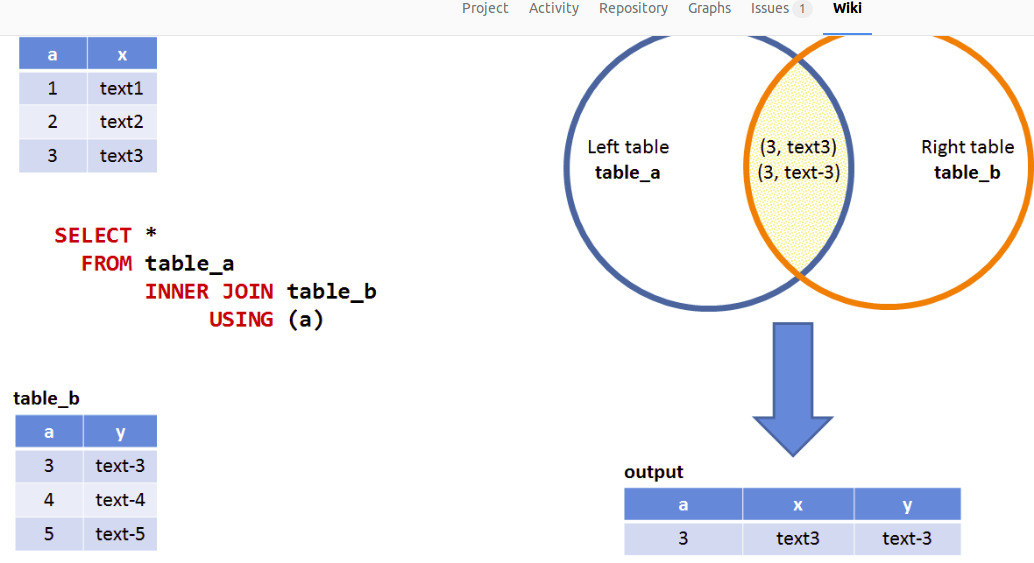 Project Activity Repository Graphs Issues 1 Wiki
a x
1 text1
2 text2
3 text3
SELECT *
FROM table_a
INNER JOIN table_b
USING (a)
table_b
a y
3 text-3
4 text-4
5 text-5
Left table
table_a
(3, text3)
(3, text-3)
Right table
table_b
output
a x y
3 text3 text-3